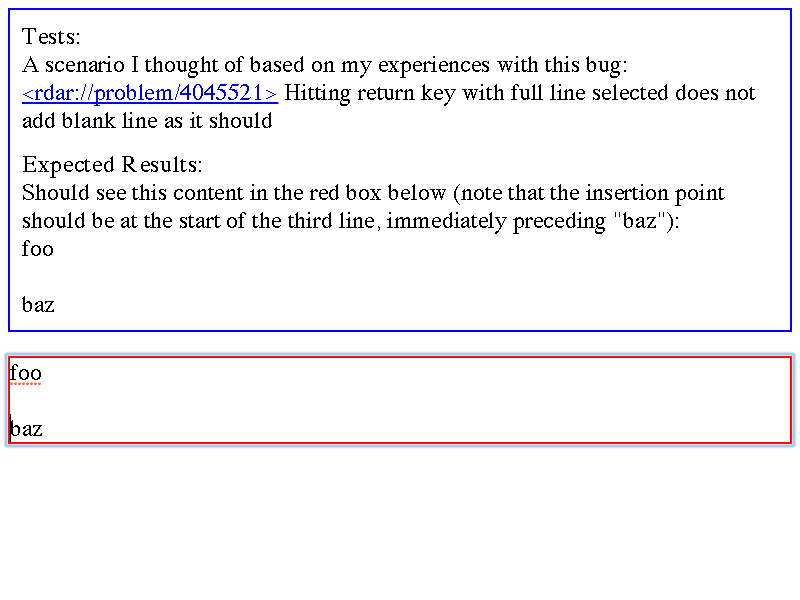 Tests:
A scenario I thought of based on my experiences with this bug:
<rdar://problem/4045521> Hitting return key with full line selected does not
add blank line as it should
Expected Results:
Should see this content in the red box below (note that the insertion point
should be at the start of the third line, immediately preceding "baz"):
foo
baz
foo
baz